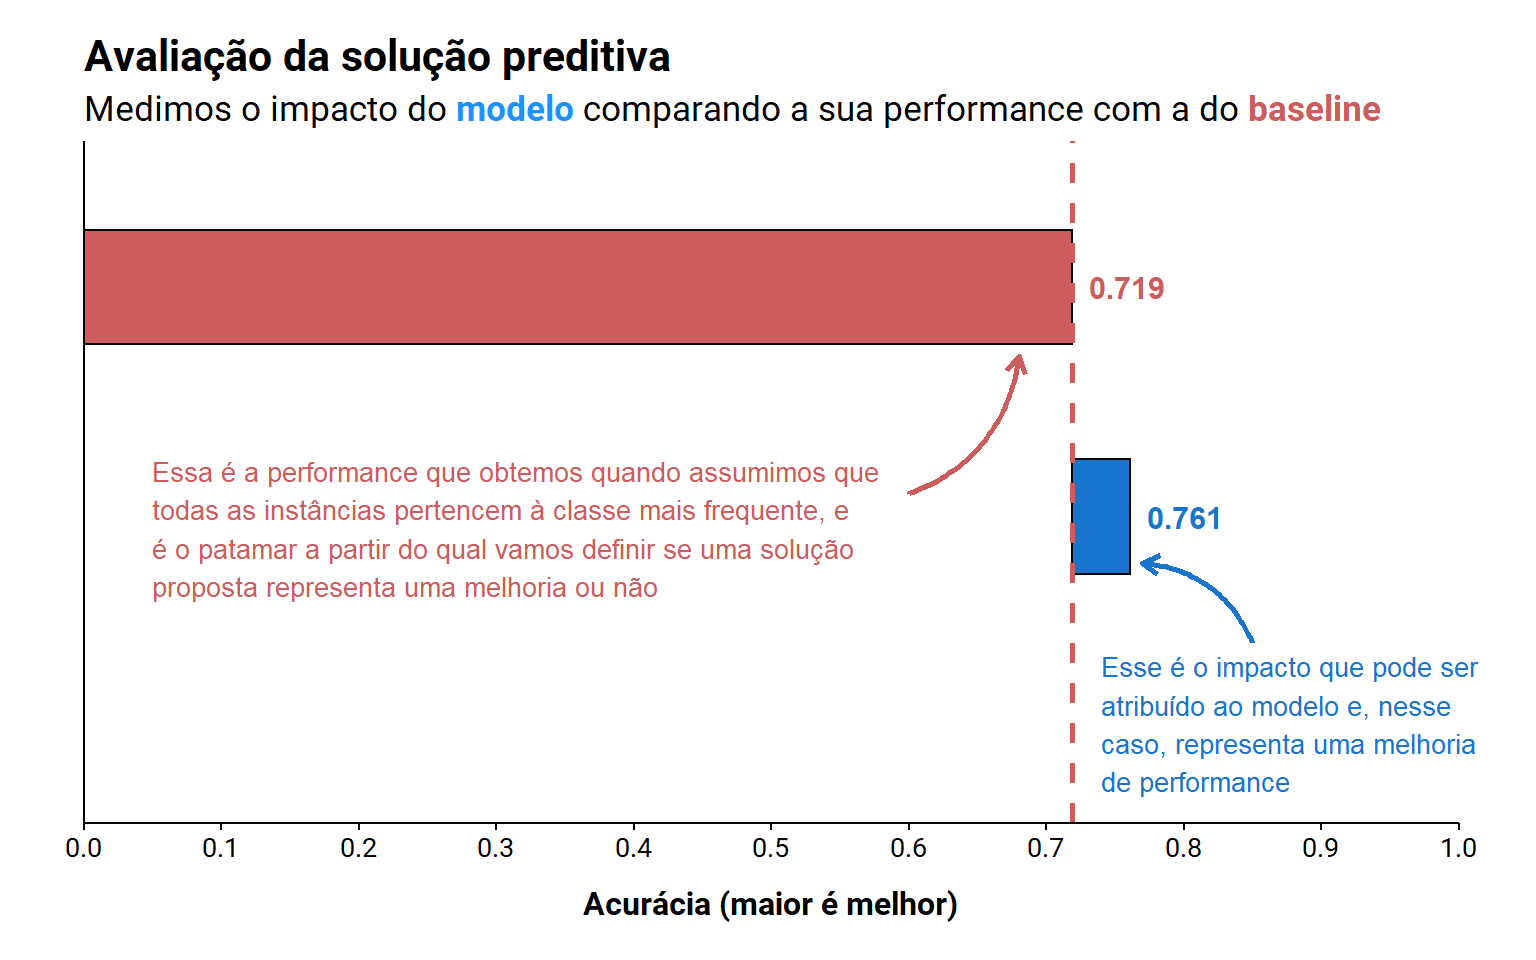 Avaliação da solução preditiva
Medimos o impacto do modelo comparando a sua performance com a do baseline
0.719
Essa é a performance que obtemos quando assumimos que
todas as instâncias pertencem à classe mais frequente, e
é o patamar a partir do qual vamos definir se uma solução
proposta representa uma melhoria ou não
0.761
Esse é o impacto que pode ser
atribuído ao modelo e, nesse
caso, representa uma melhoria
de performance
0.0 0.1 0.2 0.3 0.4 0.5 0.6 0.7 0.8 0.9 1.0
Acurácia (maior é melhor)